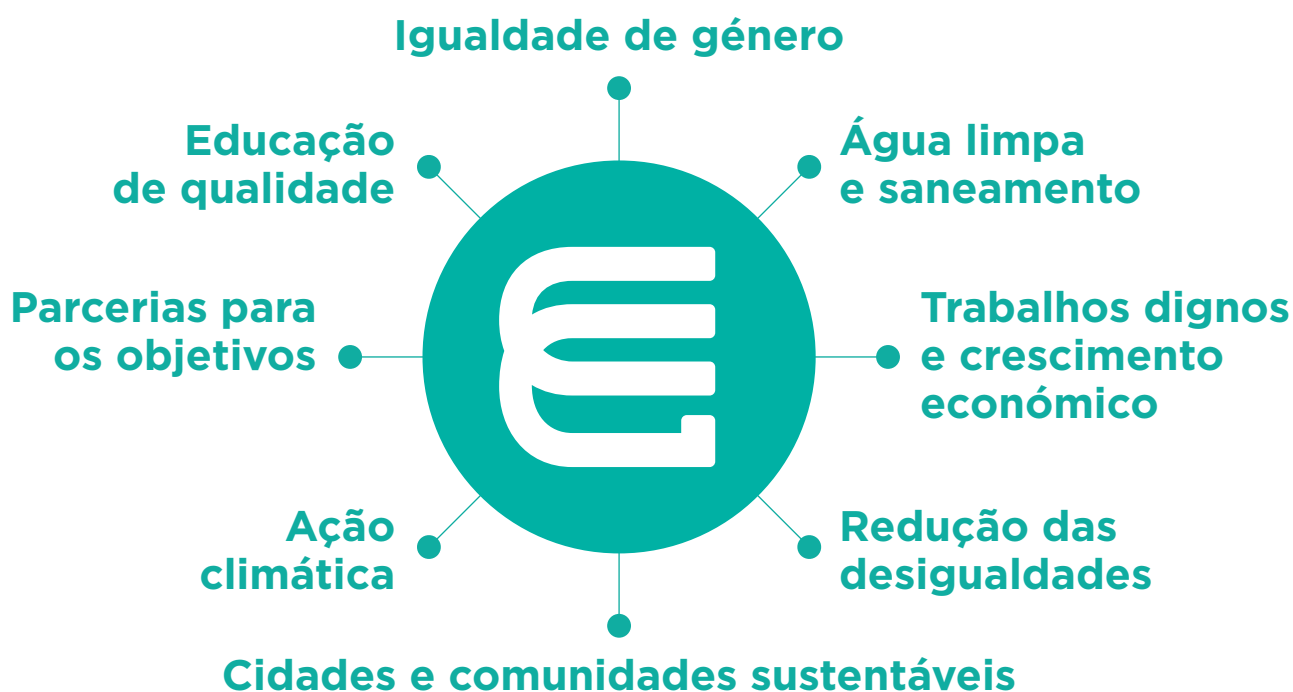 Igualdade de género
Educação
de qualidade
Água limpa
e saneamento
Parcerias para
os objetivos
Trabalhos dignos
e crescimento
económico
Ação
climática
Redução das
desigualdades
Cidades e comunidades sustentáveis